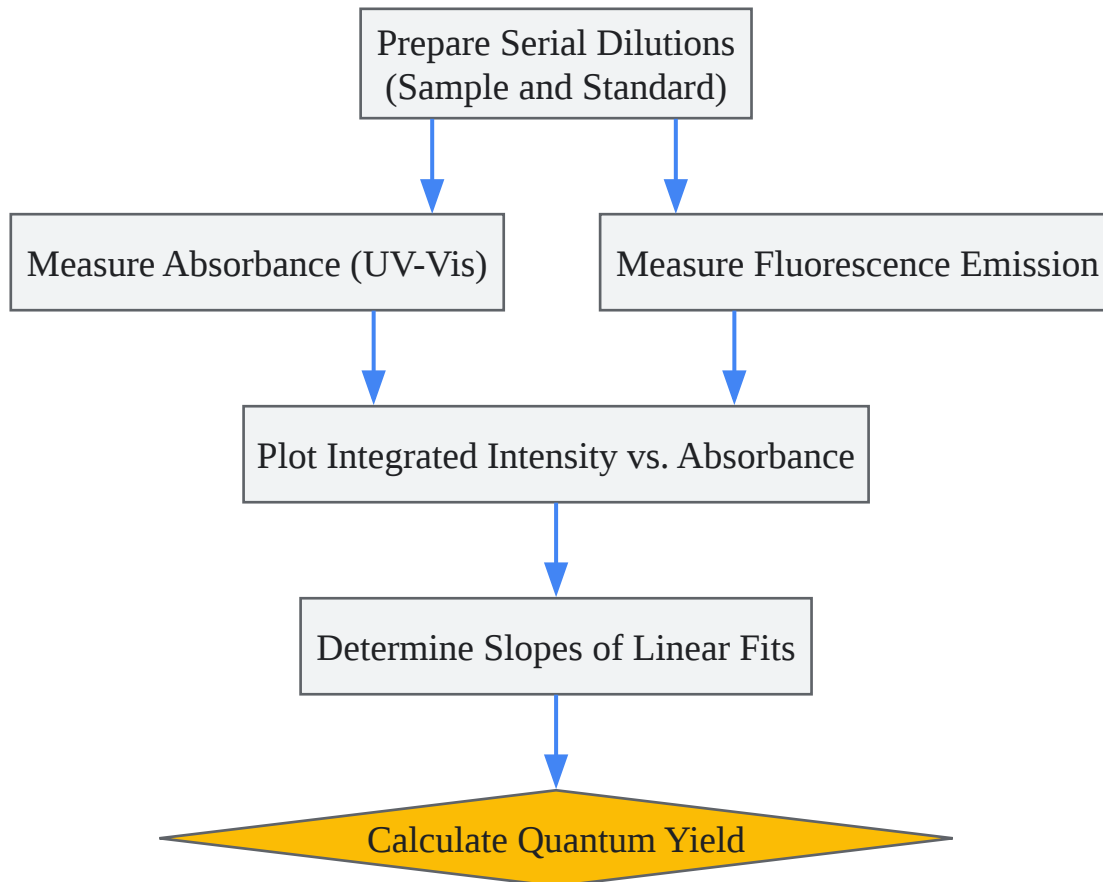 Prepare Serial Dilutions
(Sample and Standard)
Measure Absorbance (UV-Vis)
Measure Fluorescence Emission
Plot Integrated Intensity vs. Absorbance
Determine Slopes of Linear Fits
Calculate Quantum Yield